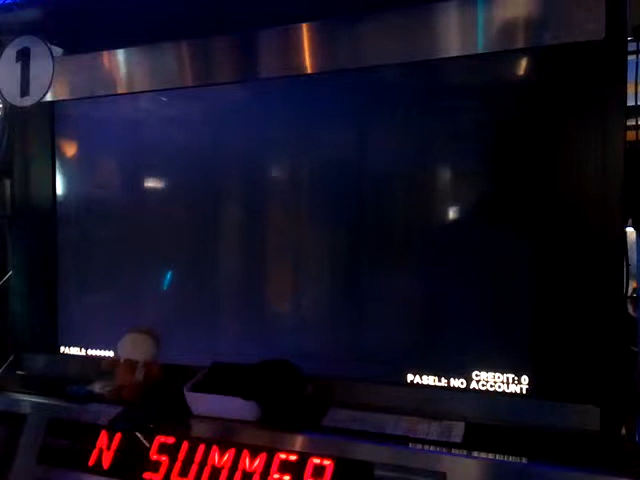 1
PASELI: ******
CREDIT: 0
PASELI: NO ACCOUNT
N SUMMER